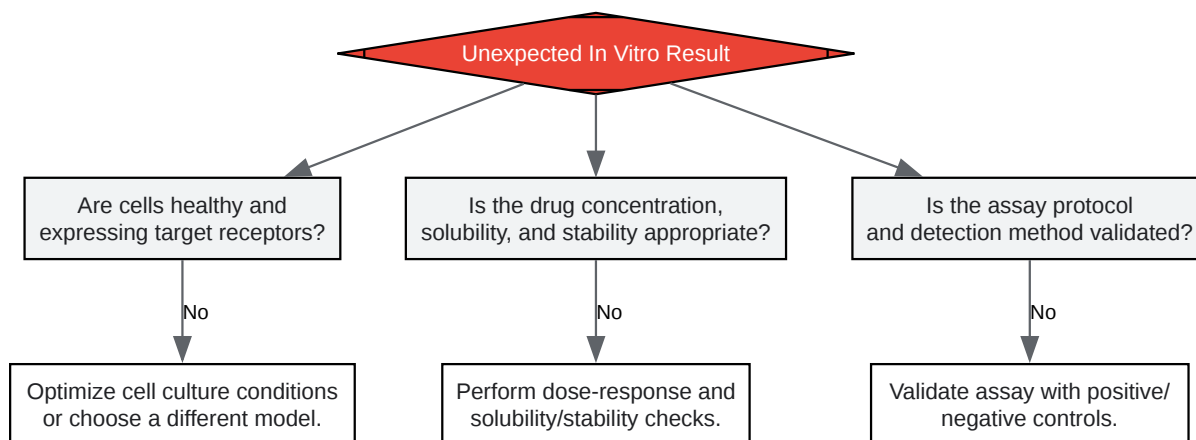 Unexpected In Vitro Result
Are cells healthy and
expressing target receptors?
Is the drug concentration,
solubility, and stability appropriate?
Is the assay protocol
and detection method validated?
No
No
No
Optimize cell culture conditions
or choose a different model.
Perform dose-response and
solubility/stability checks.
Validate assay with positive/
negative controls.